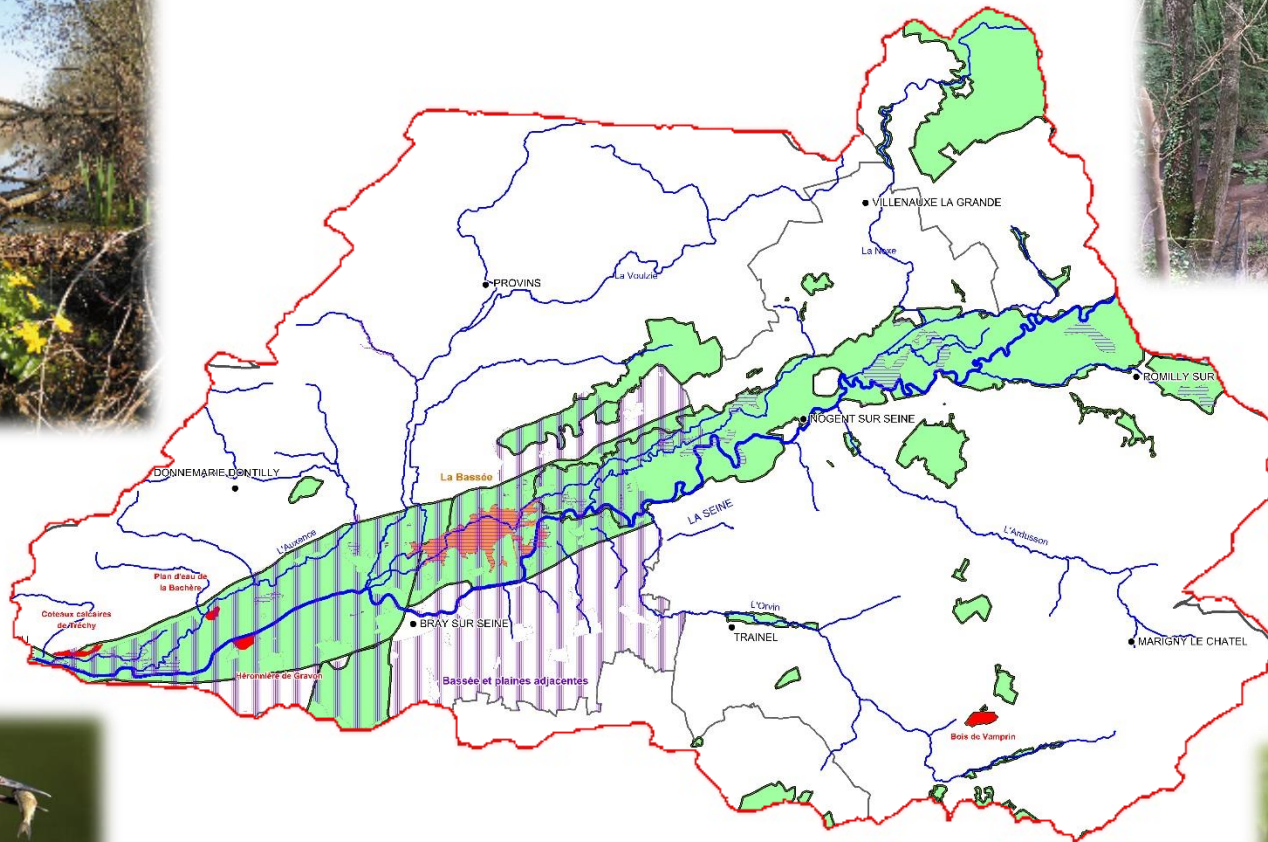 VILLENAUXE LA GRANDE
La Noxe
La Voulzie
PROVINS
ROMILLY SUR
NOGENT SUR SEINE
DONNEMARIE DONTILLY
La Bassée
LA SEINE
L'Auxence
L'Ardusson
Plan d'eau de
la Bachère
Coteaux calcaires
de Tréchy
L'Orvin
BRAY SUR SEINE
TRAINEL
MARIGNY LE CHATEL
Héronnière de Gravon
Bassée et plaines adjacentes
Bois de Vamprin